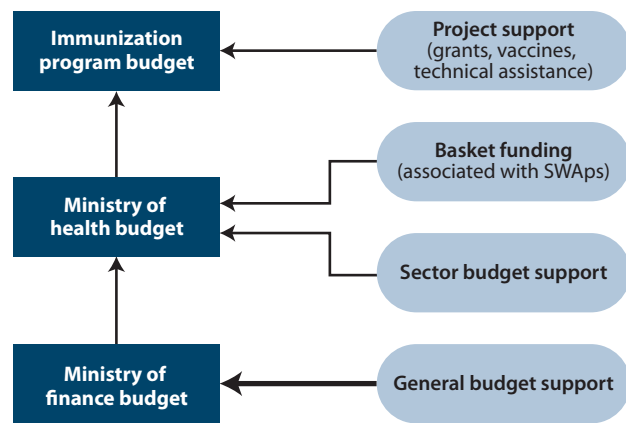 Immunization
program budget
Project support
(grants, vaccines,
technical assistance)
Basket funding
(associated with SWAps)
Ministry of
health budget
Sector budget support
Ministry of
finance budget
General budget support